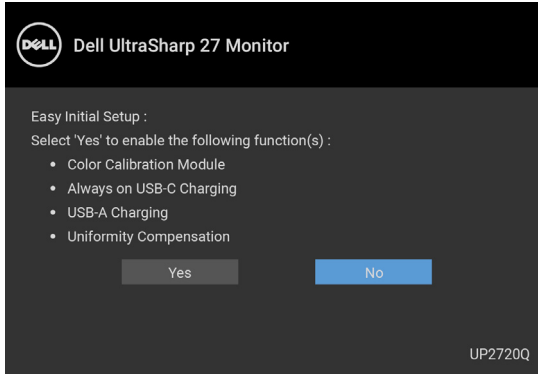 DELL
Dell UltraSharp 27 Monitor
Easy Initial Setup :
Select 'Yes' to enable the following function(s) :
• Color Calibration Module
• Always on USB-C Charging
• USB-A Charging
• Uniformity Compensation
Yes No
UP2720Q